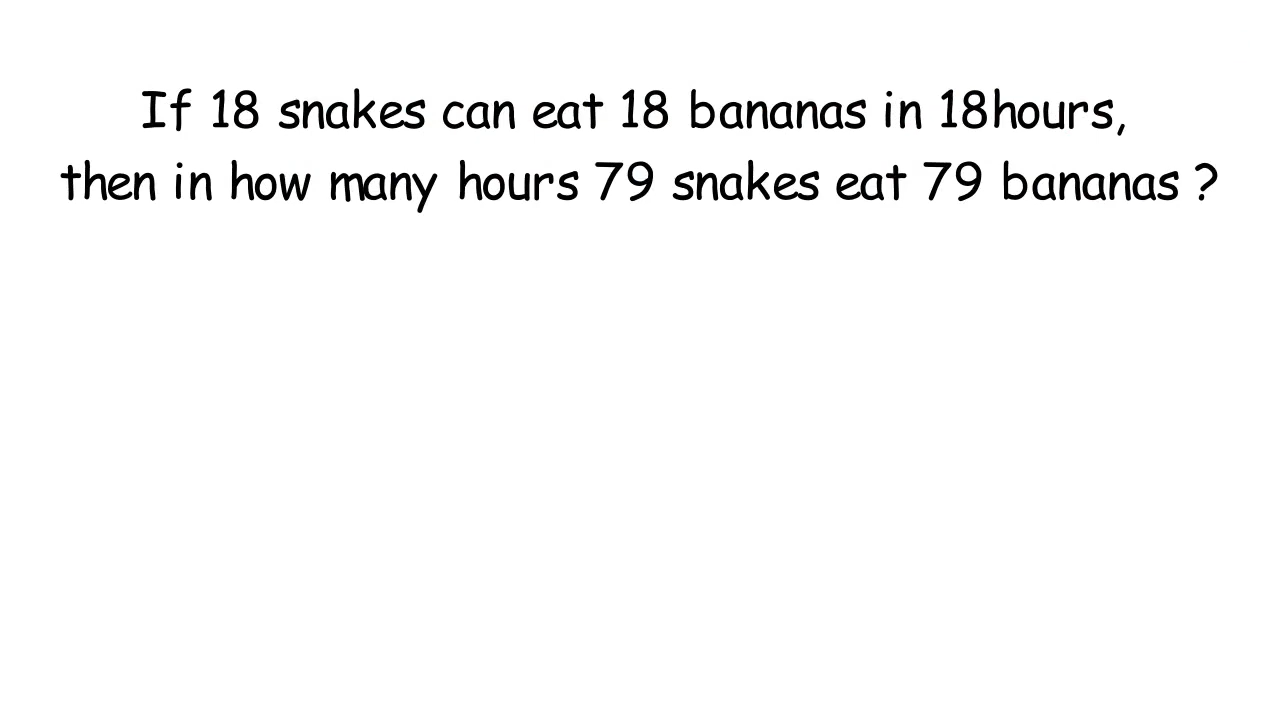 If 18 snakes can eat 18 bananas in 18hours,
then in how many hours 79 snakes eat 79 bananas ?